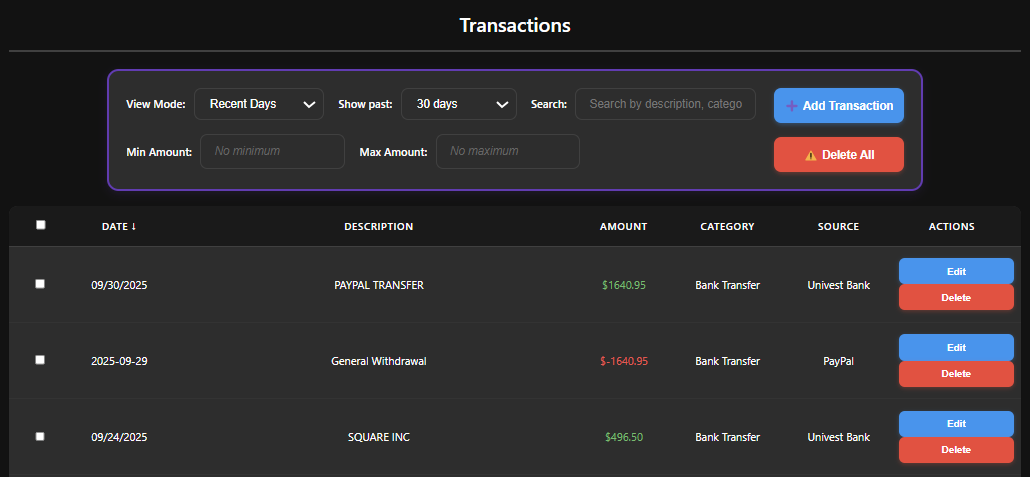 Transactions
View Mode: Recent Days Show past: 30 days Search: Search by description, catego + Add Transaction
Min Amount: No minimum Max Amount: No maximum ⚠ Delete All
DATE ↓ DESCRIPTION AMOUNT CATEGORY SOURCE ACTIONS
09/30/2025 PAYPAL TRANSFER $1640.95 Bank Transfer Univest Bank Edit
Delete
2025-09-29 General Withdrawal $-1640.95 Bank Transfer PayPal Edit
Delete
09/24/2025 SQUARE INC $496.50 Bank Transfer Univest Bank Edit
Delete